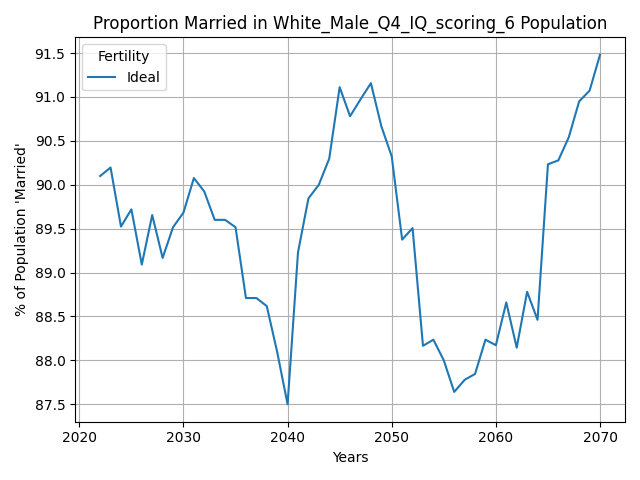 Proportion Married in White_Male_Q4_IQ_scoring_6 Population
Fertility
Ideal
% of Population 'Married'
91.5
91.0
90.5
90.0
89.5
89.0
88.5
88.0
87.5
2020 2030 2040 2050 2060 2070
Years